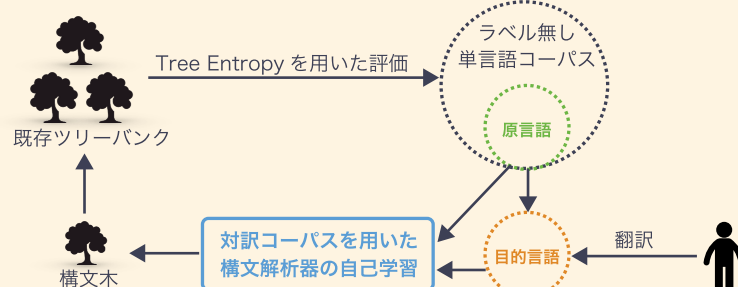 ラベル無し
単言語コーパス
Tree Entropy を用いた評価
原言語
既存ツリーバンク
対訳コーパスを用いた
構文解析器の自己学習
目的言語
翻訳
構文木